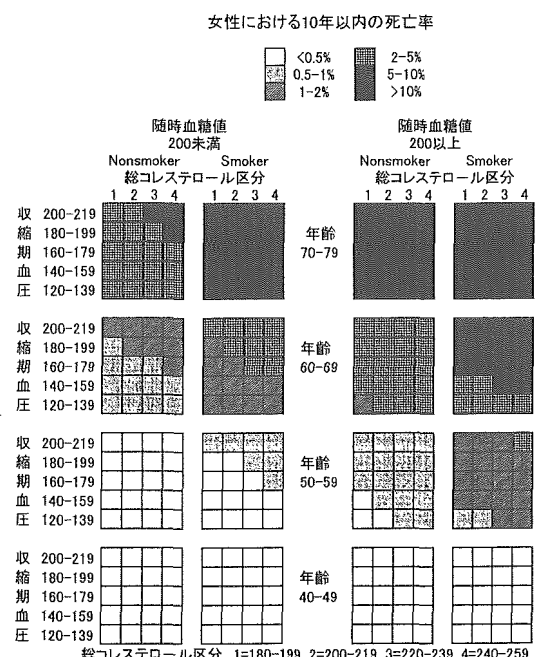 女性における10年以内の死亡率
<0.5% 2-5%
0.5-1% 5-10%
1-2% >10%
随時血糖値 随時血糖値
200未満 200以上
Nonsmoker Smoker Nonsmoker Smoker
総コレステロール区分 総コレステロール区分
1 2 3 4 1 2 3 4 1 2 3 4 1 2 3 4
収 200-219
縮 180-199 年齢
期 160-179 70-79
血 140-159
圧 120-139
収 200-219
縮 180-199 年齢
期 160-179 60-69
血 140-159
圧 120-139
収 200-219
縮 180-199 年齢
期 160-179 50-59
血 140-159
圧 120-139
収 200-219
縮 180-199 年齢
期 160-179 40-49
血 140-159
圧 120-139
総コレステロール区分 1=180-199 2=200-219 3=220-239 4=240-259